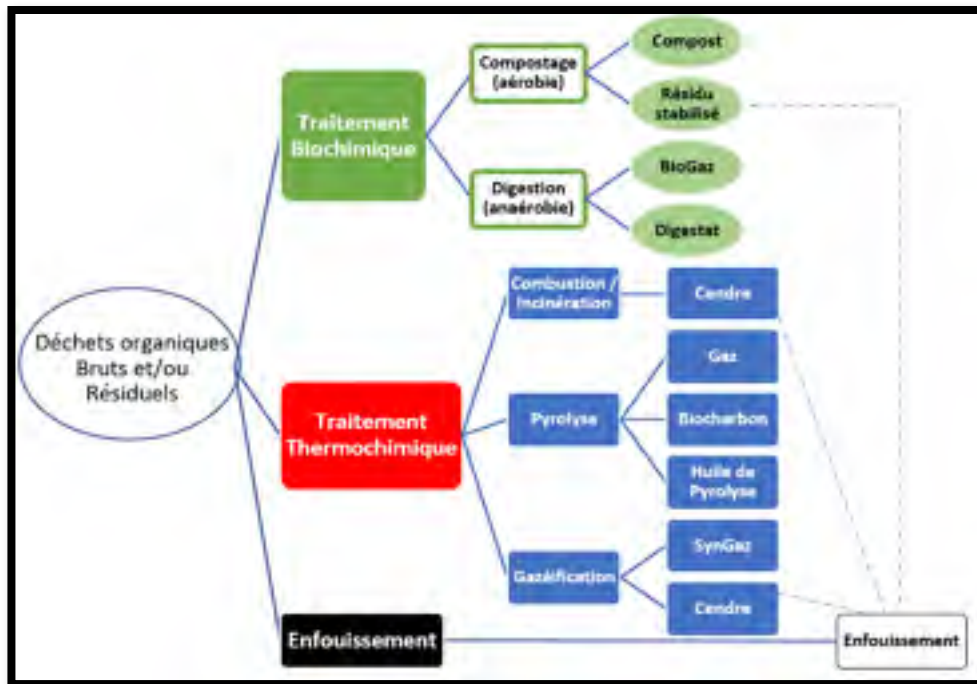 Déchets organiques
Bruts et/ou
Résiduels
Traitement
Biochimique
Compostage
(aérobie)
Compost
Résidu
stabilisé
Digestion
(anaérobie)
BioGaz
Digestat
Traitement
Thermochimique
Combustion /
Incinération
Cendre
Pyrolyse
Gaz
Biocharbon
Huile de
Pyrolyse
Gazéification
SynGaz
Cendre
Enfouissement
Enfouissement